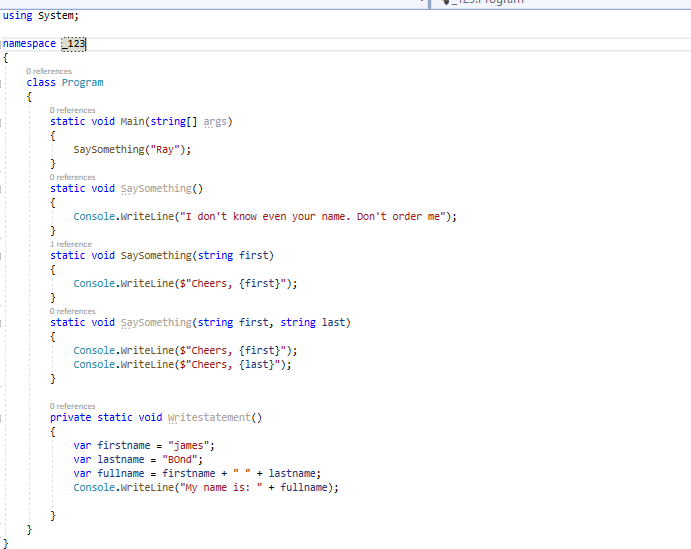 _123.Program
using System;
namespace _123
{
0 references
class Program
{
0 references
static void Main(string[] args)
{
SaySomething("Ray");
}
0 references
static void SaySomething()
{
Console.WriteLine("I don't know even your name. Don't order me");
}
1 reference
static void SaySomething(string first)
{
Console.WriteLine($"Cheers, {first}");
}
0 references
static void SaySomething(string first, string last)
{
Console.WriteLine($"Cheers, {first}");
Console.WriteLine($"Cheers, {last}");
}
0 references
private static void Writestatement()
{
var firstname = "james";
var lastname = "BOnd";
var fullname = firstname + " " + lastname;
Console.WriteLine("My name is: " + fullname);
}
}
}